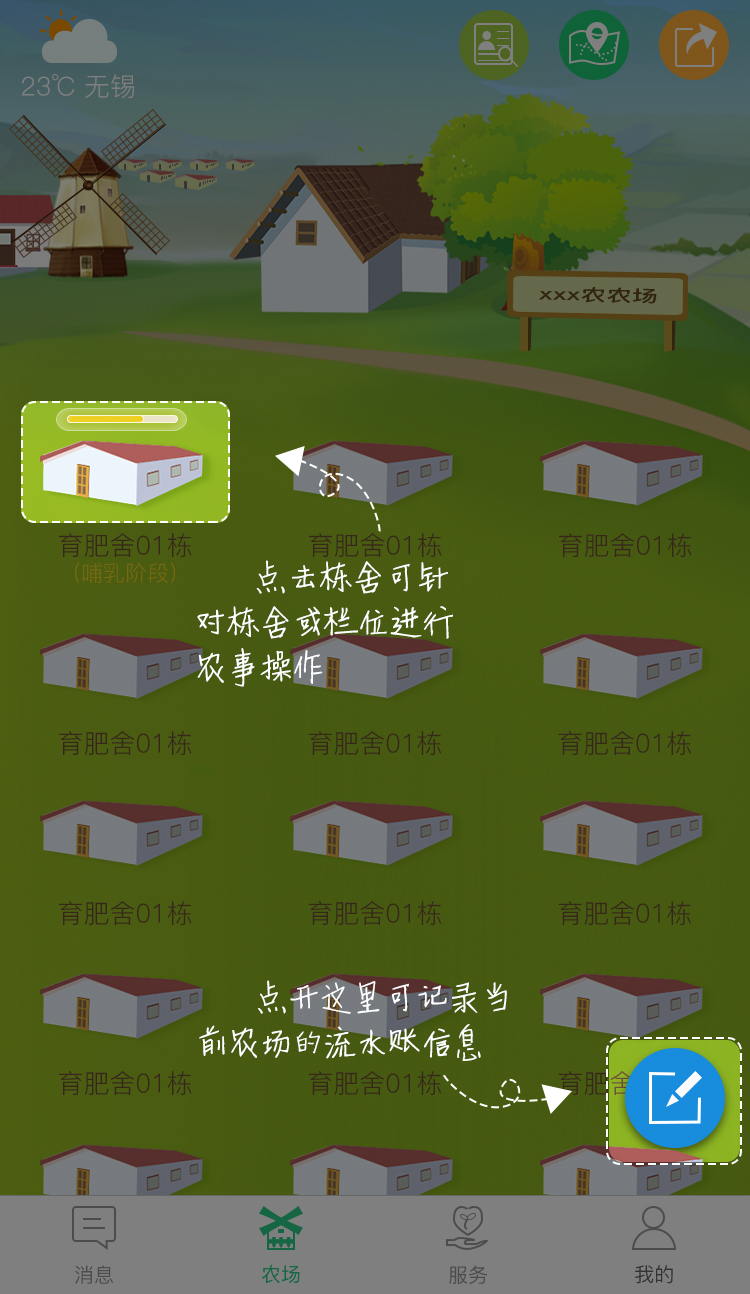 23℃ 无锡
xxx农农场
育肥舍01栋
育肥舍01栋
育肥舍01栋
(哺乳阶段)
点击栋舍可针
对栋舍或栏位进行
农事操作
育肥舍01栋
育肥舍01栋
育肥舍01栋
育肥舍01栋
育肥舍01栋
育肥舍01栋
点开这里可记录当
前农场的流水账信息
育肥舍01栋
育肥舍01栋
育肥舍
消息
农场
服务
我的